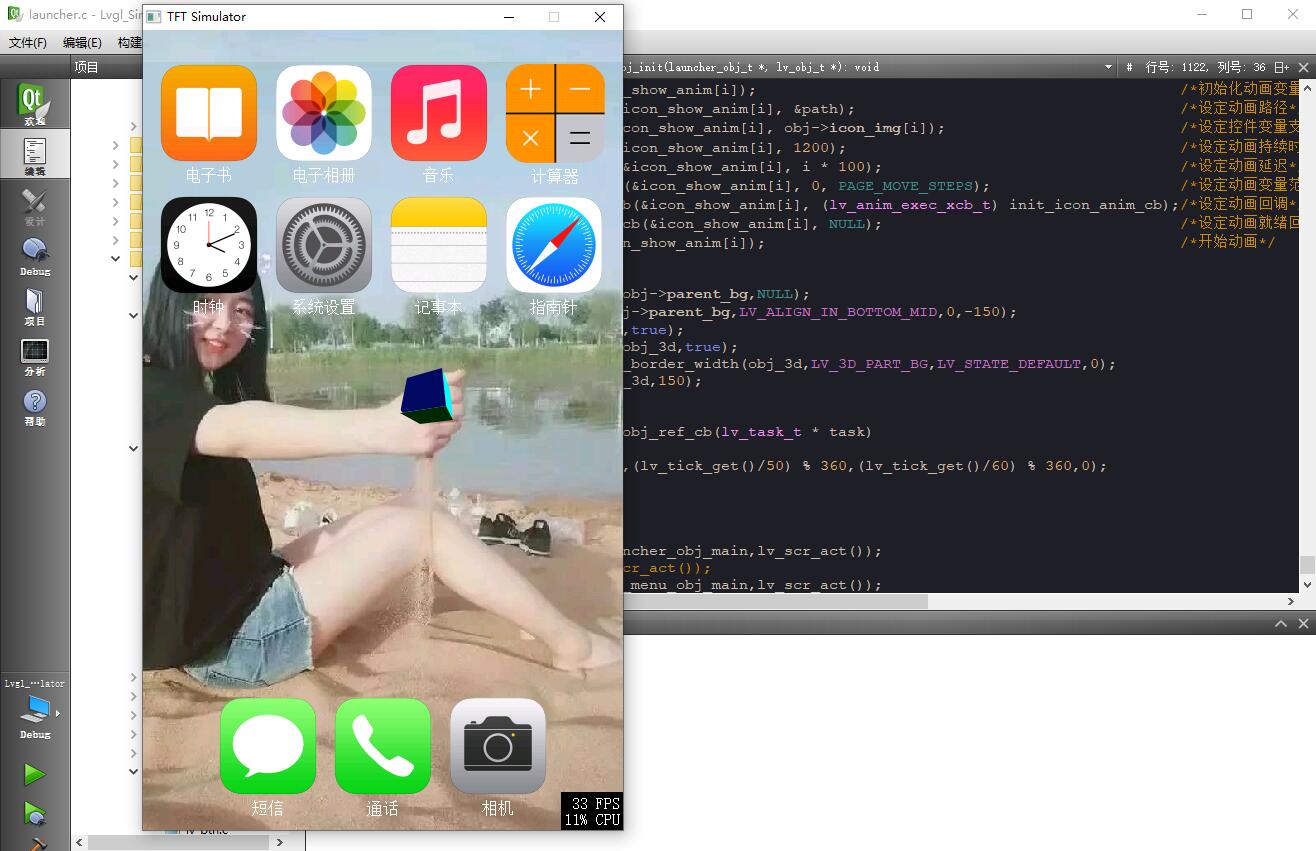 launcher.c - Lvgl_Si
TFT Simulator
文件(F) 编辑(E) 构建
项目
bj_init(launcher_obj_t *, lv_obj_t *): void
# 行号: 1122, 列号: 36
Qt
欢迎
编辑
设计
Debug
项目
分析
帮助
Lvgl_…lator
Debug
电子书
电子相册
音乐
计算器
时钟
系统设置
记事本
指南针
短信
通话
相机
33 FPS
11% CPU
lv_btn.c
_show_anim[i]); /*初始化动画变量
icon_show_anim[i], &path); /*设定动画路径*
con_show_anim[i], obj->icon_img[i]); /*设定控件变量支
icon_show_anim[i], 1200); /*设定动画持续时
&icon_show_anim[i], i * 100); /*设定动画延迟*
(&icon_show_anim[i], 0, PAGE_MOVE_STEPS); /*设定动画变量范
b(&icon_show_anim[i], (lv_anim_exec_xcb_t) init_icon_anim_cb);/*设定动画回调*
cb(&icon_show_anim[i], NULL); /*设定动画就绪回
n_show_anim[i]); /*开始动画*/
obj->parent_bg,NULL);
j->parent_bg,LV_ALIGN_IN_BOTTOM_MID,0,-150);
,true);
obj_3d,true);
_border_width(obj_3d,LV_3D_PART_BG,LV_STATE_DEFAULT,0);
_3d,150);
obj_ref_cb(lv_task_t * task)
,(lv_tick_get()/50) % 360,(lv_tick_get()/60) % 360,0);
ncher_obj_main,lv_scr_act());
cr_act());
_menu_obj_main,lv_scr_act());